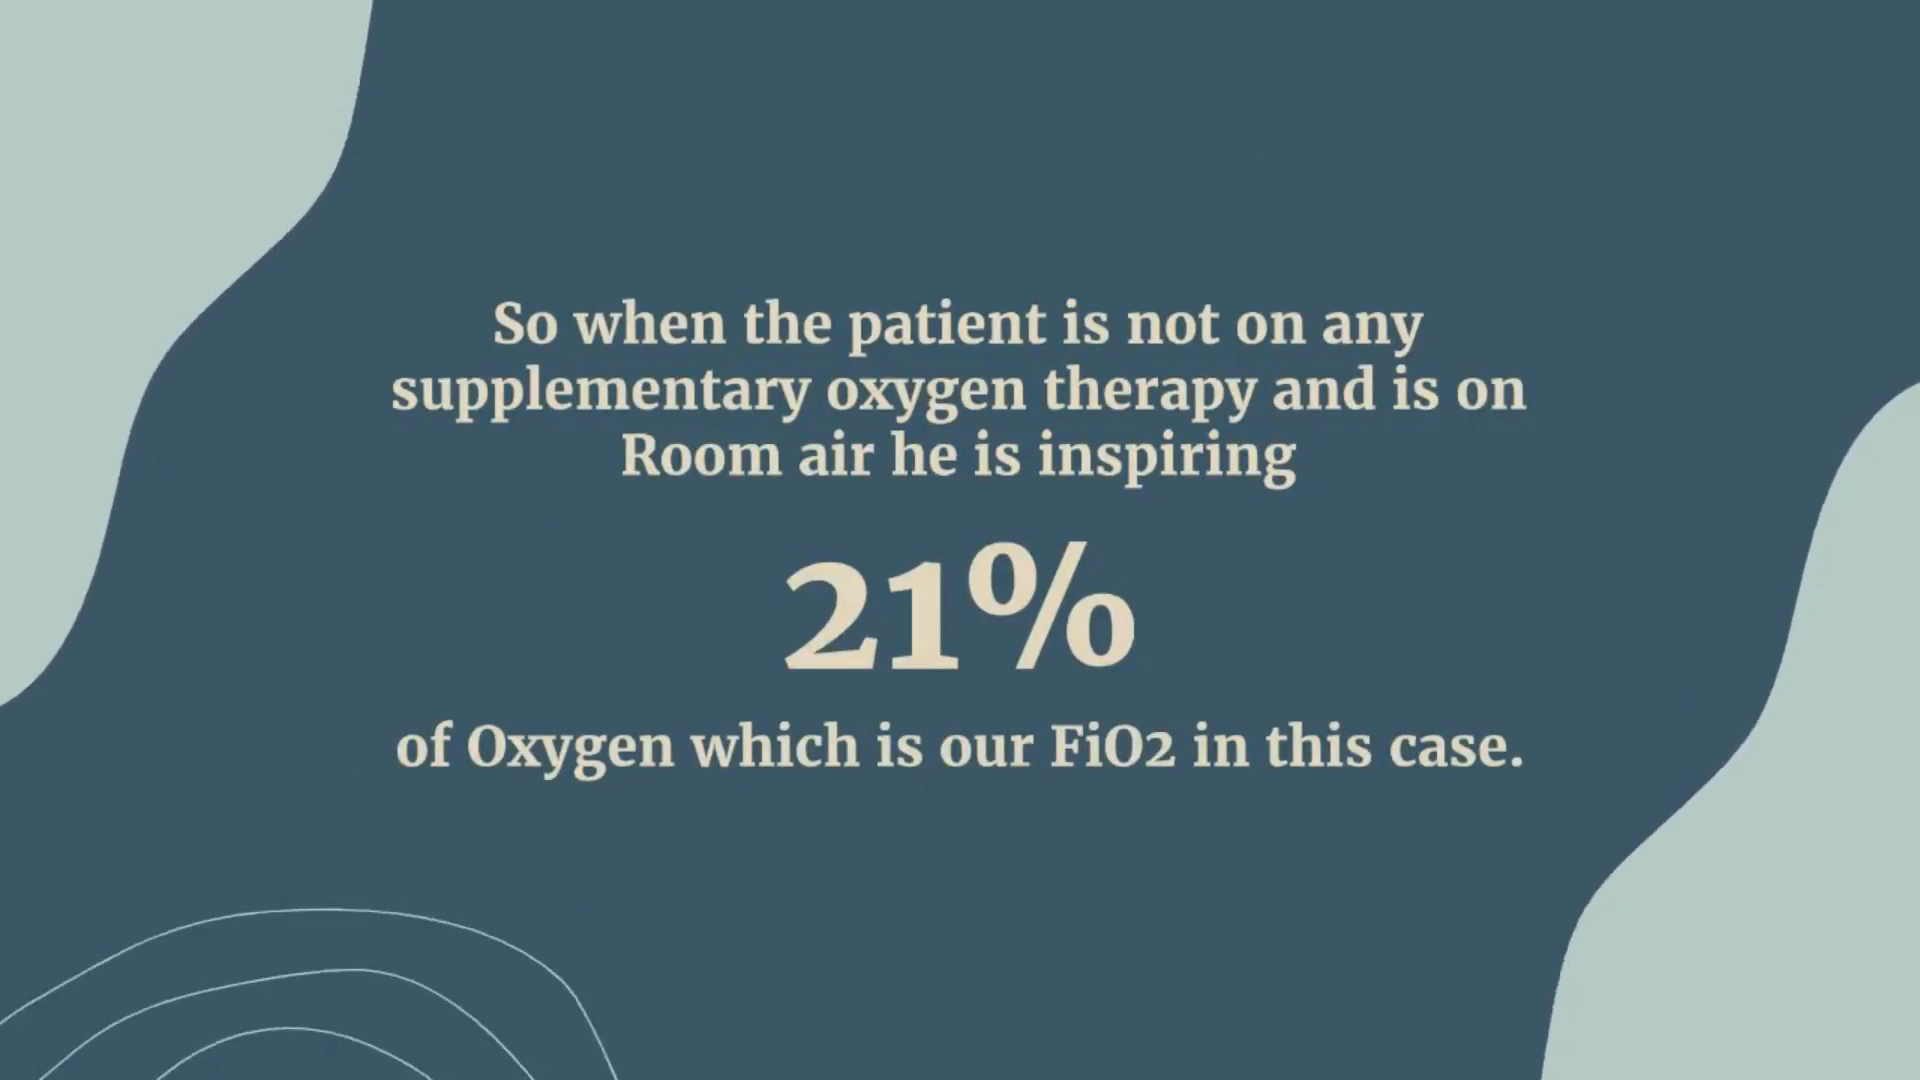 So when the patient is not on any
supplementary oxygen therapy and is on
Room air he is inspiring
21%
of Oxygen which is our FiO2 in this case.